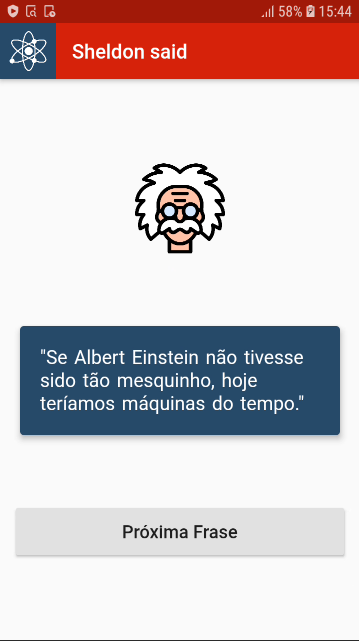 58% 15:44
Sheldon said
"Se Albert Einstein não tivesse
sido tão mesquinho, hoje
teríamos máquinas do tempo."
Próxima Frase